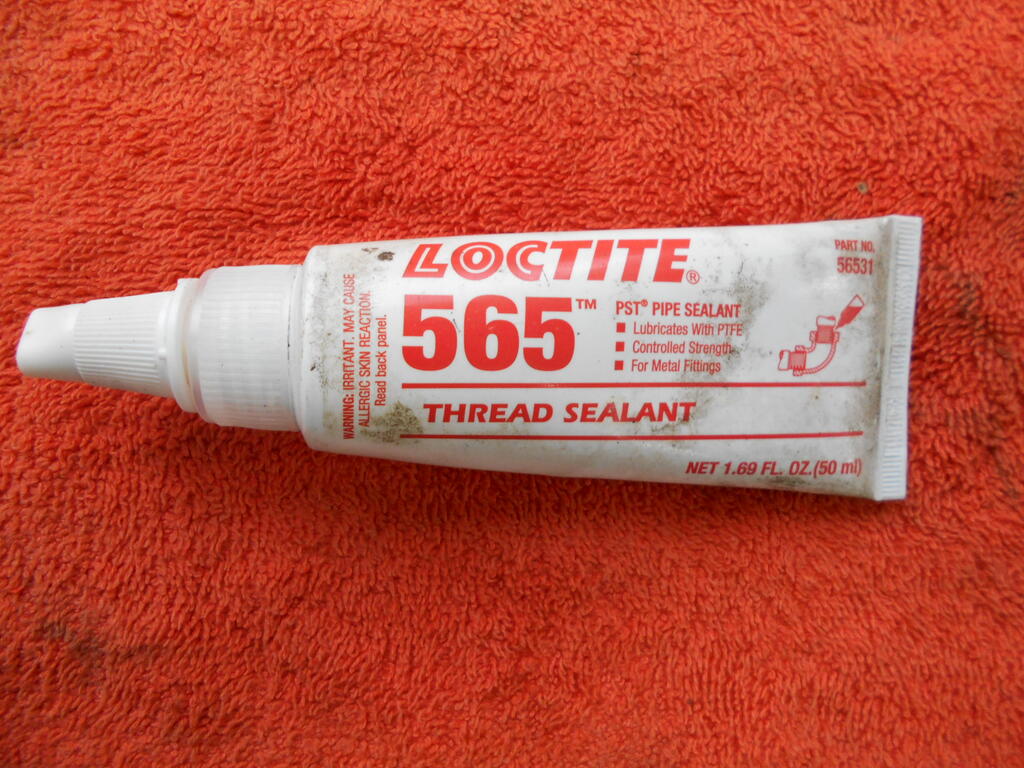 LOCTITE®
565™
PST® PIPE SEALANT
■ Lubricates With PTFE
■ Controlled Strength
■ For Metal Fittings
PART NO.
56531
THREAD SEALANT
NET 1.69 FL. OZ.(50 ml)
WARNING: IRRITANT. MAY CAUSE
ALLERGIC SKIN REACTION.
Read back panel.